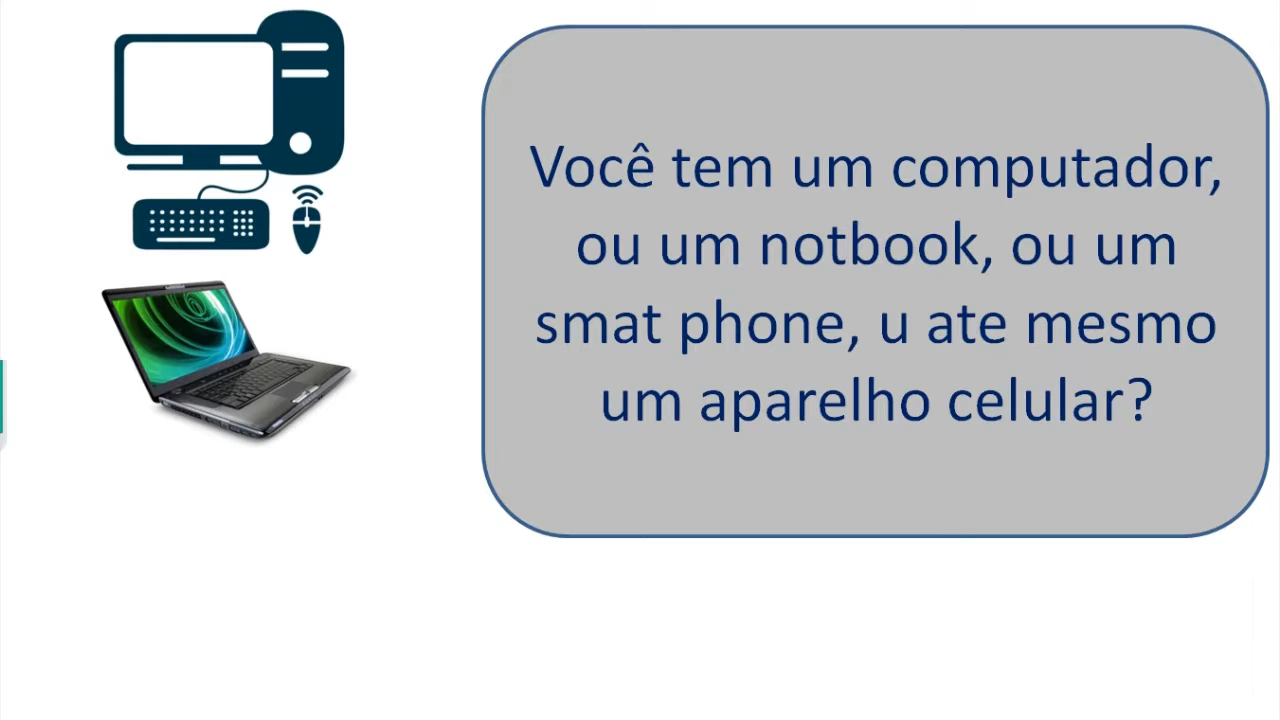 Você tem um computador,
ou um notbook, ou um
smat phone, u ate mesmo
um aparelho celular?